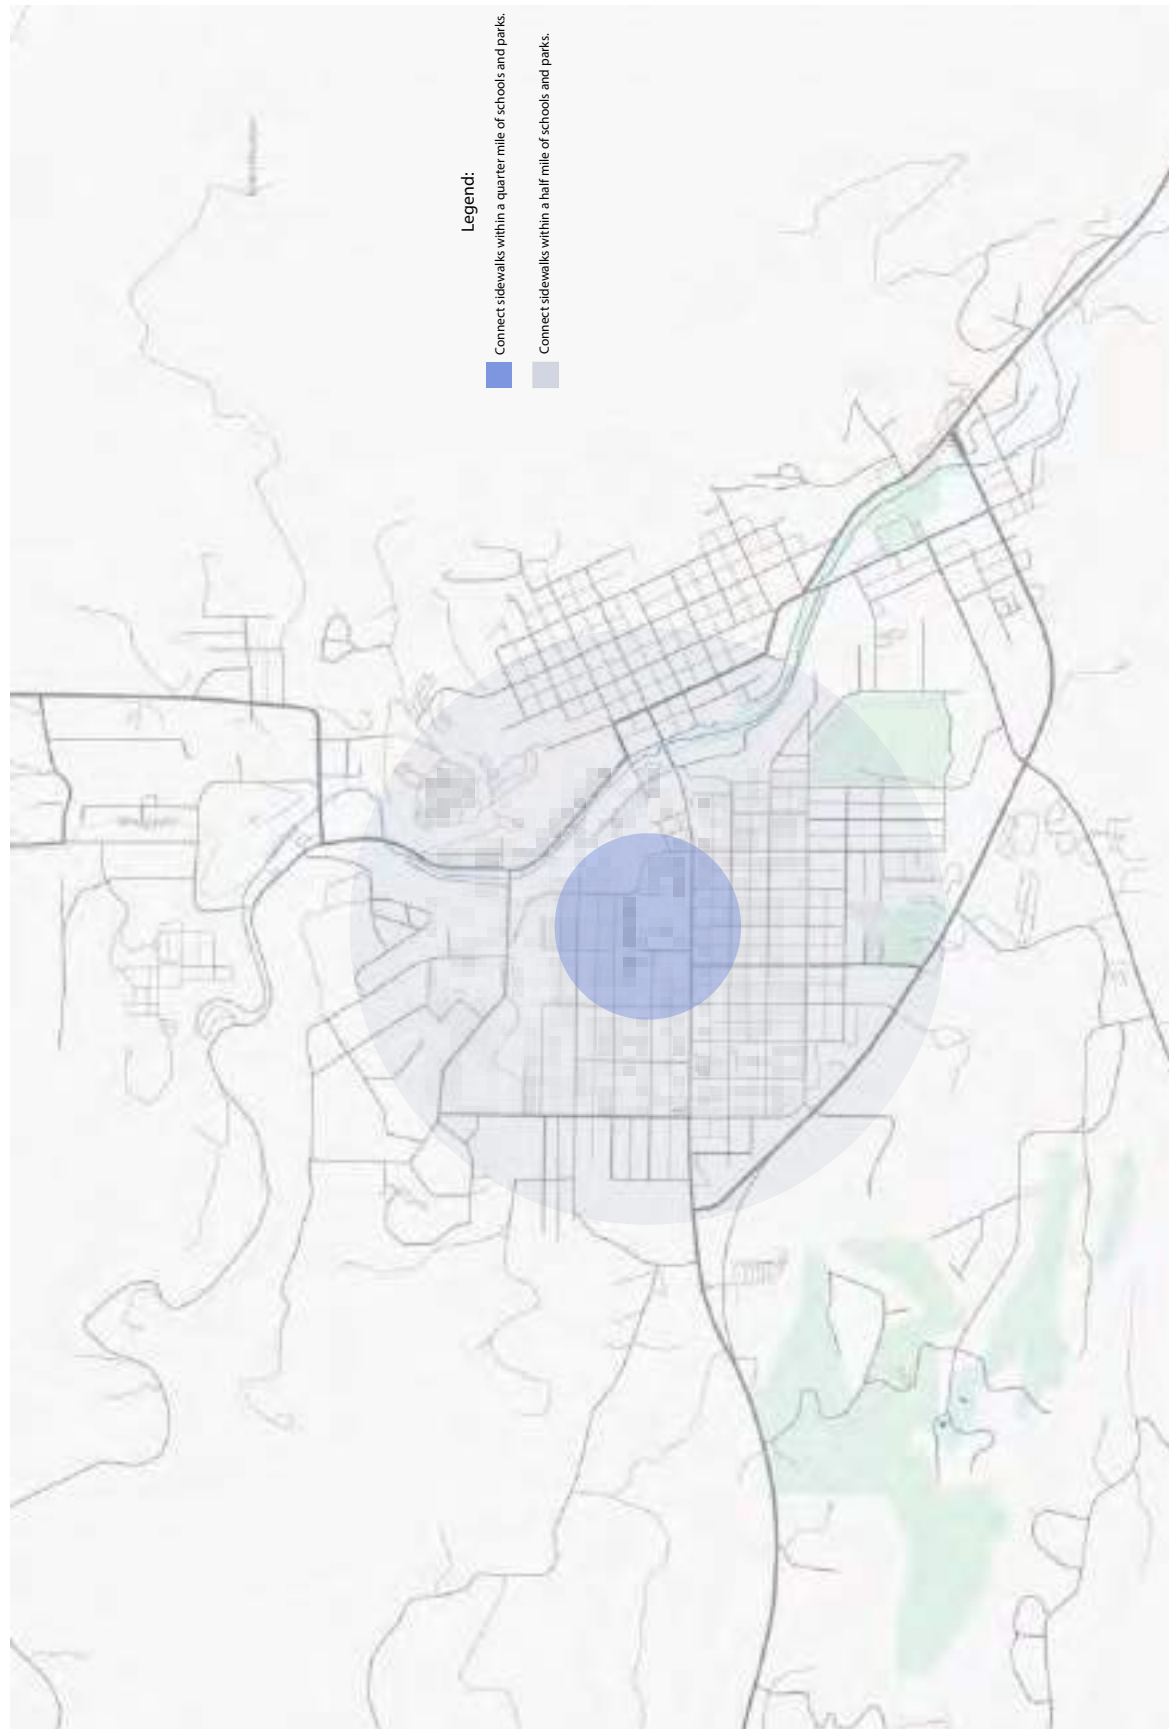 Legend:
Connect sidewalks within a quarter mile of schools and parks.
Connect sidewalks within a half mile of schools and parks.